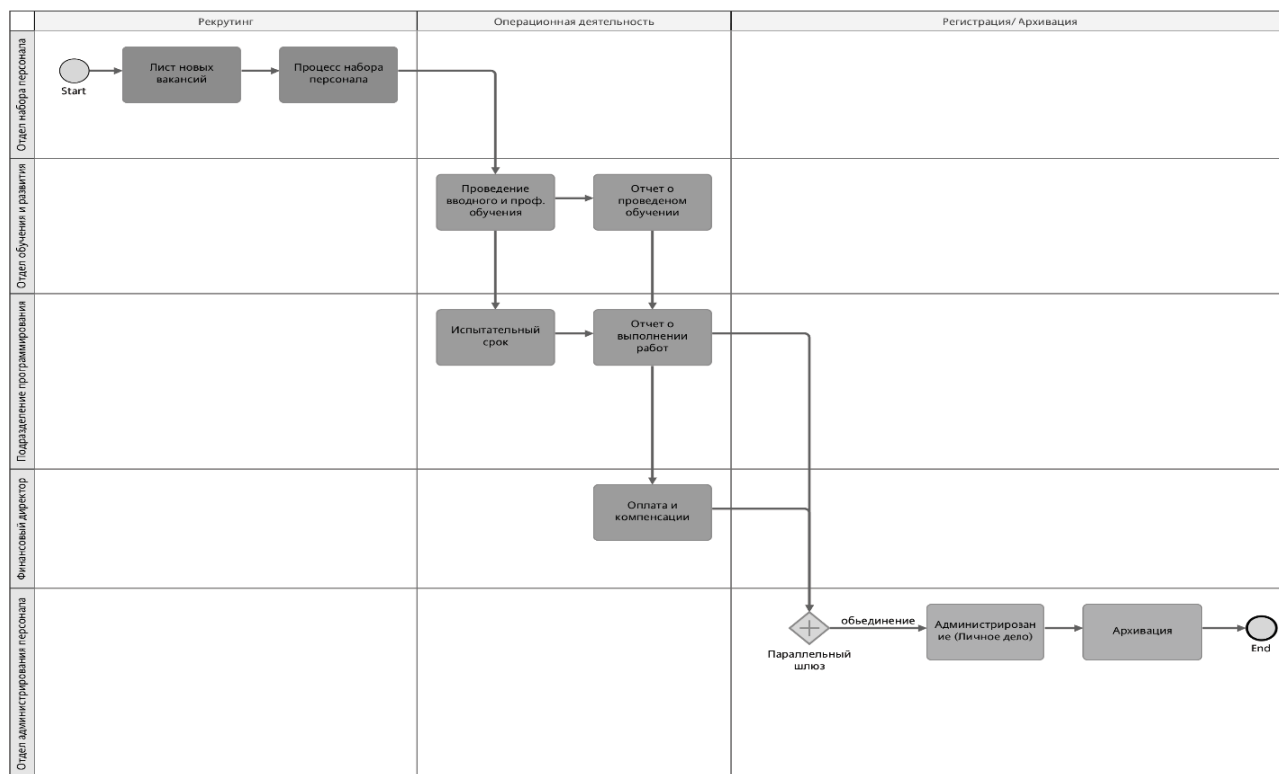 Рекрутинг
Операционная деятельность
Регистрация/ Архивация
Отдел набора персонала
Start
Лист новых
вакансий
Процесс набора
персонала
Отдел обучения и развития
Проведение
вводного и проф.
обучения
Отчет о
проведеном
обучении
Подразделение программирования
Испытательный
срок
Отчет о
выполнении
работ
Финансовый директор
Оплата и
компенсации
Отдел администрирования персонала
Параллельный
шлюз
обьединение
Администрирован
ие (Личное дело)
Архивация
End